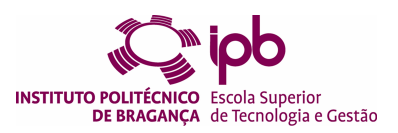 ipb
INSTITUTO POLITÉCNICO
DE BRAGANÇA
Escola Superior
de Tecnologia e Gestão